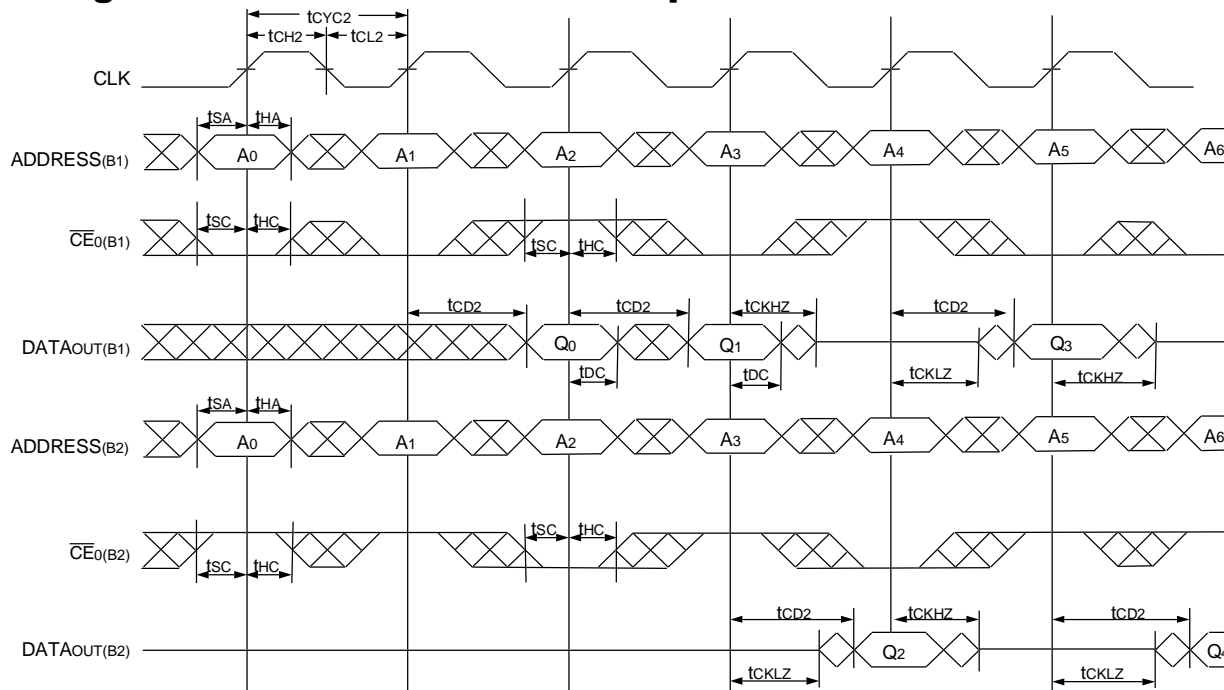 tCYC2
tCH2 tCL2
CLK
tSA tHA
ADDRESS(B1) A0 A1 A2 A3 A4 A5 A6
tSC tHC
CE0(B1) tSC tHC
tCD2 tCD2 tCKHZ tCD2
DATAOUT(B1) Q0 Q1 Q3
tDC tDC tCKLZ tCKHZ
tSA tHA
ADDRESS(B2) A0 A1 A2 A3 A4 A5 A6
tSC tHC
CE0(B2)
tSC tHC
tCD2 tCKHZ tCD2
DATAOUT(B2) Q2
tCKLZ tCKLZ